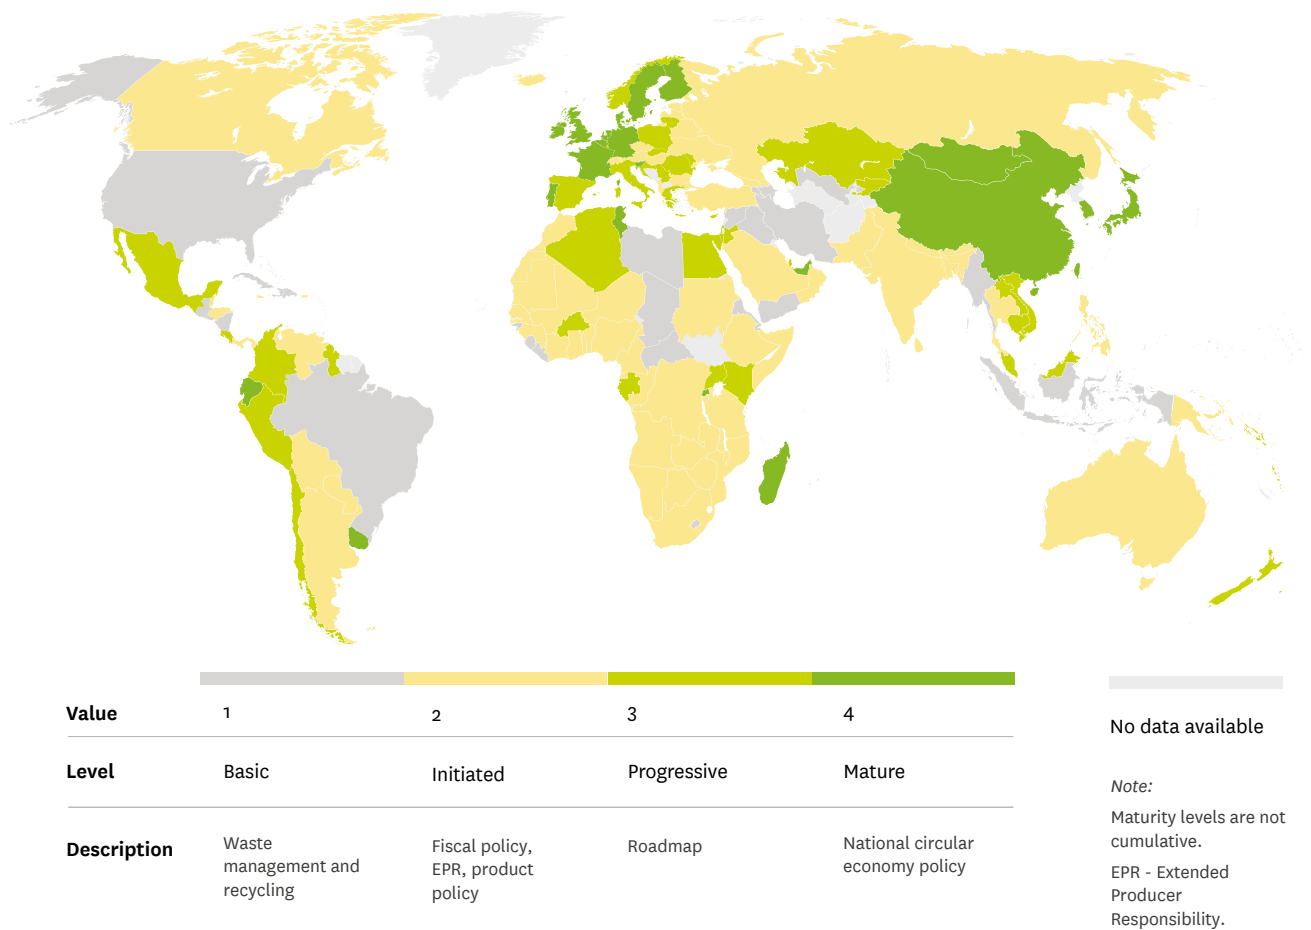 Value 1 2 3 4
Level Basic Initiated Progressive Mature
Description
Waste
management and
recycling
Fiscal policy,
EPR, product
policy
Roadmap
National circular
economy policy
No data available
Note:
Maturity levels are not
cumulative.
EPR - Extended
Producer
Responsibility.